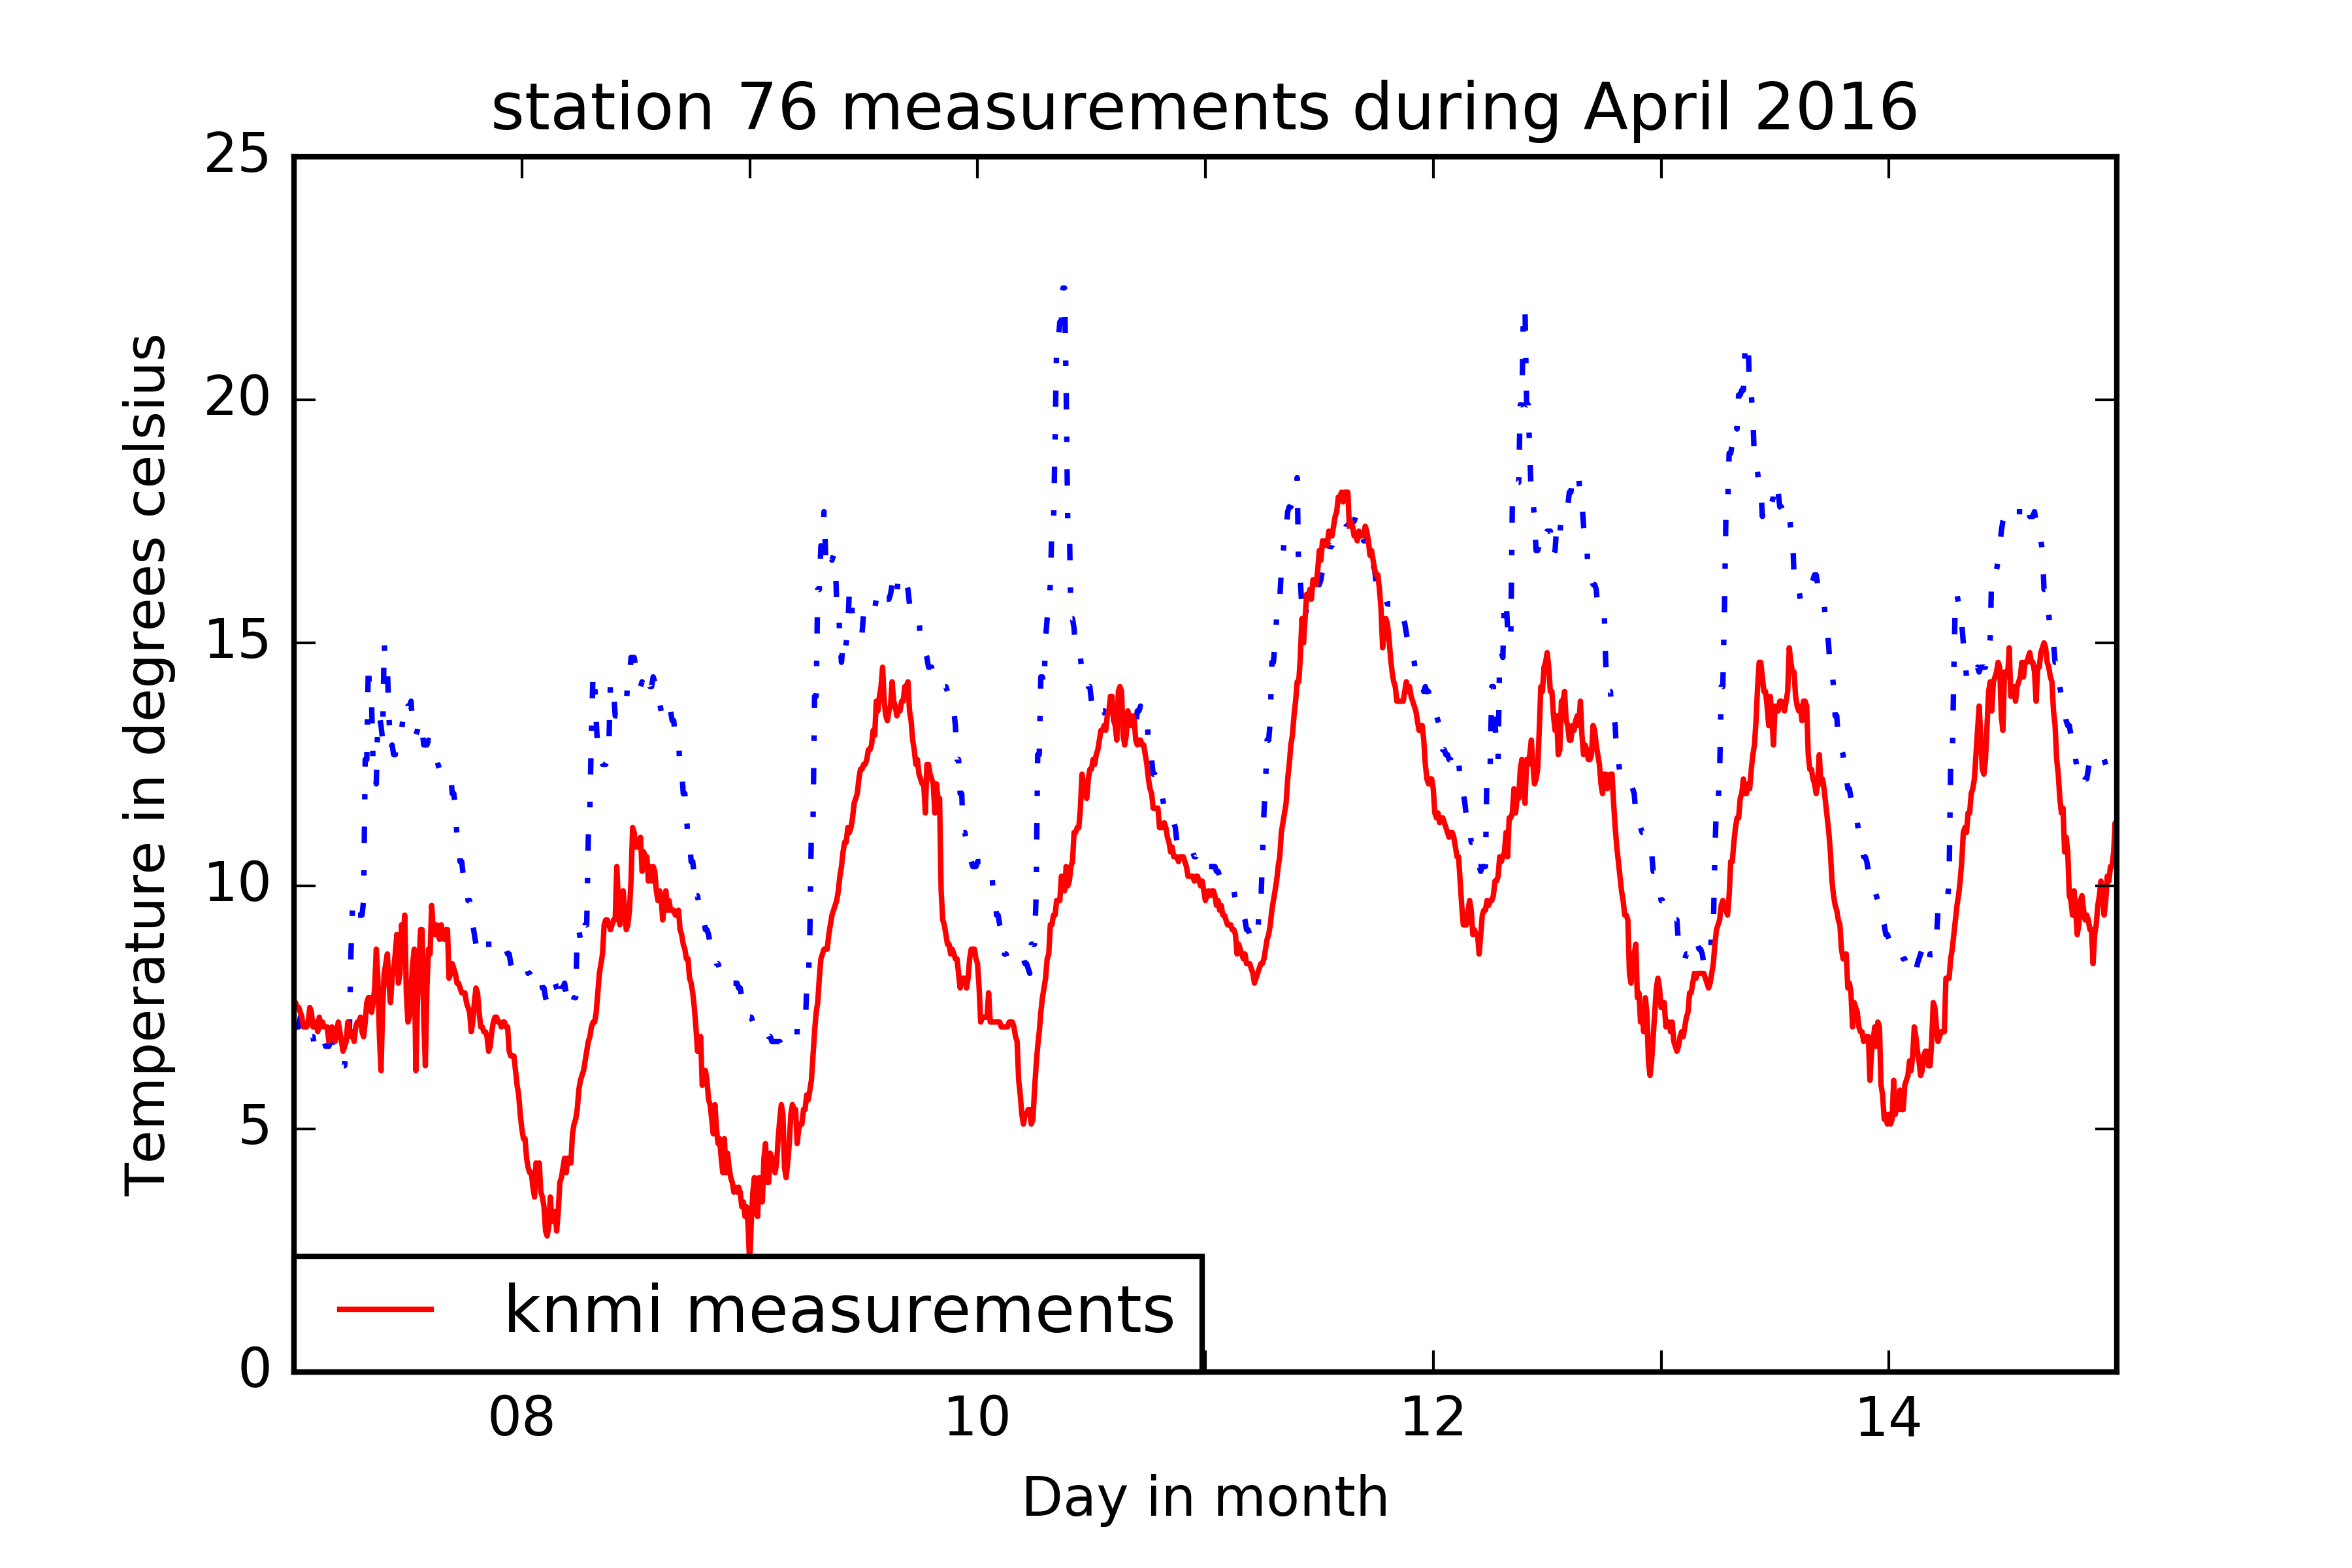 station 76 measurements during April 2016
25
20
15
10
5
0
Temperature in degrees celsius
knmi measurements
08 10 12 14
Day in month